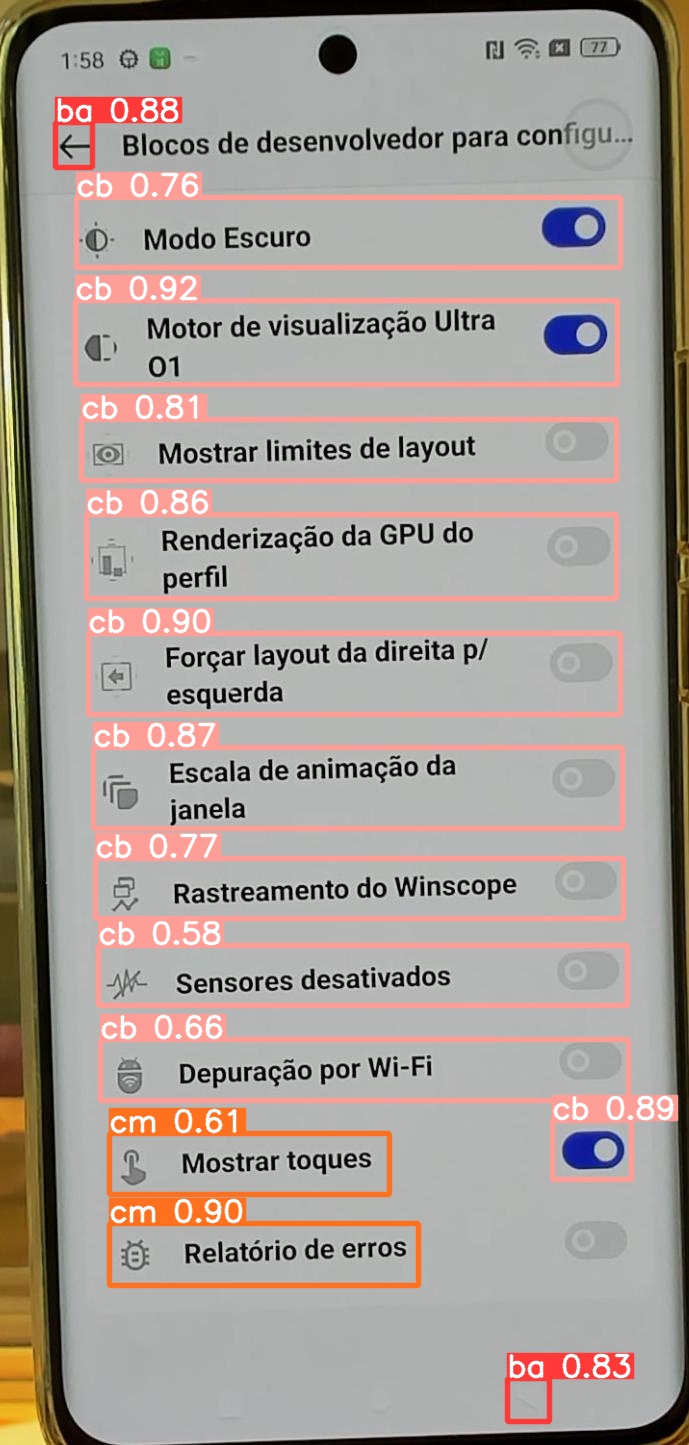 1:58
77
ba 0.88
Blocos de desenvolvedor para configu...
cb 0.76
Modo Escuro
cb 0.92
Motor de visualização Ultra
O1
cb 0.81
Mostrar limites de layout
cb 0.86
Renderização da GPU do
perfil
cb 0.90
Forçar layout da direita p/
esquerda
cb 0.87
Escala de animação da
janela
cb 0.77
Rastreamento do Winscope
cb 0.58
Sensores desativados
cb 0.66
Depuração por Wi-Fi
cb 0.89
cm 0.61
Mostrar toques
cm 0.90
Relatório de erros
ba 0.83